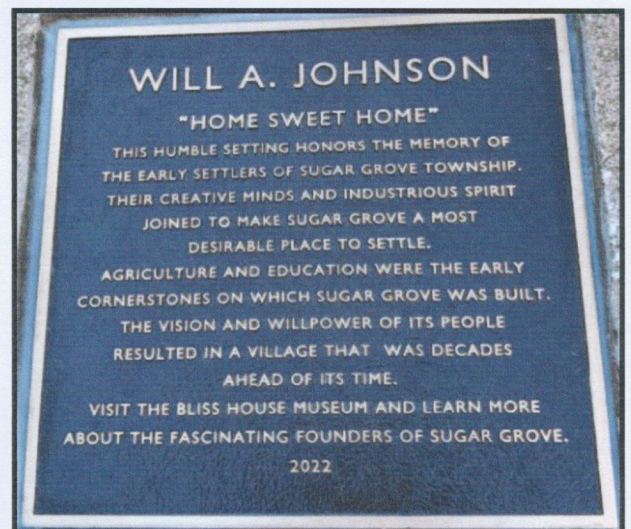 WILL A. JOHNSON
"HOME SWEET HOME"
THIS HUMBLE SETTING HONORS THE MEMORY OF
THE EARLY SETTLERS OF SUGAR GROVE TOWNSHIP.
THEIR CREATIVE MINDS AND INDUSTRIOUS SPIRIT
JOINED TO MAKE SUGAR GROVE A MOST
DESIRABLE PLACE TO SETTLE.
AGRICULTURE AND EDUCATION WERE THE EARLY
CORNERSTONES ON WHICH SUGAR GROVE WAS BUILT.
THE VISION AND WILLPOWER OF ITS PEOPLE
RESULTED IN A VILLAGE THAT WAS DECADES
AHEAD OF ITS TIME.
VISIT THE BLISS HOUSE MUSEUM AND LEARN MORE
ABOUT THE FASCINATING FOUNDERS OF SUGAR GROVE.
2022